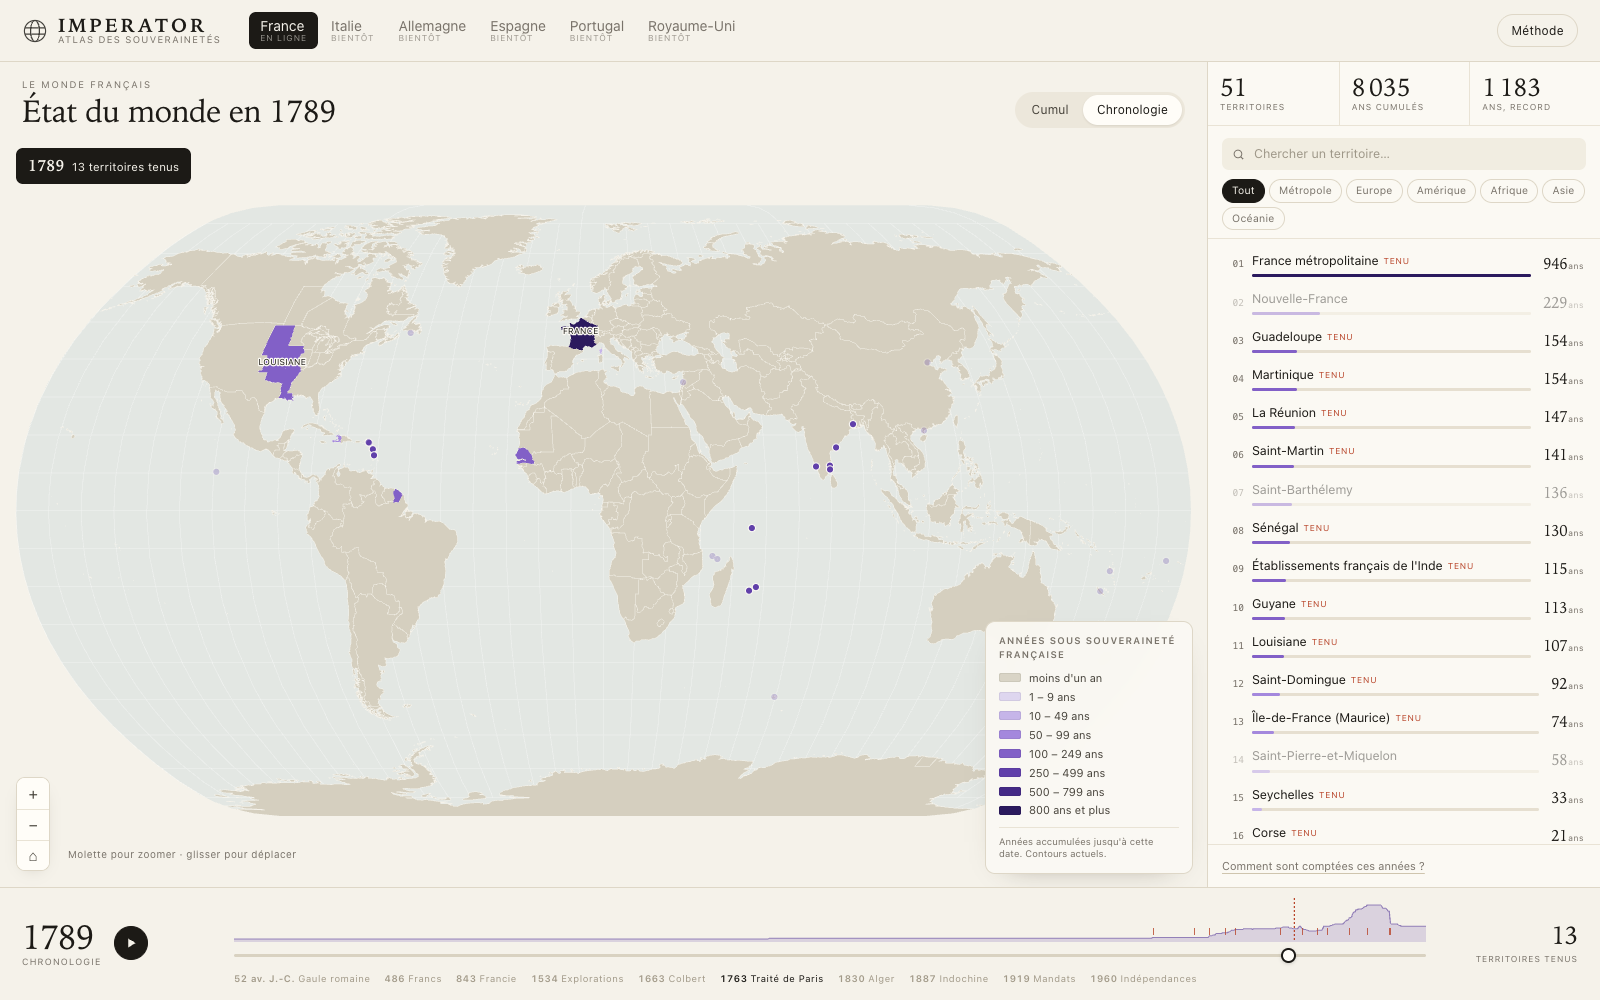 IMPERATOR
ATLAS DES SOUVERAINETÉS
France
EN LIGNE
Italie
BIENTÔT
Allemagne
BIENTÔT
Espagne
BIENTÔT
Portugal
BIENTÔT
Royaume-Uni
BIENTÔT
Méthode
LE MONDE FRANÇAIS
État du monde en 1789
Cumul
Chronologie
1789 13 territoires tenus
FRANCE
LOUISIANE
ANNÉES SOUS SOUVERAINETÉ
FRANÇAISE
moins d'un an
1 – 9 ans
10 – 49 ans
50 – 99 ans
100 – 249 ans
250 – 499 ans
500 – 799 ans
800 ans et plus
Années accumulées jusqu'à cette
date. Contours actuels.
+
−
⌂
Molette pour zoomer · glisser pour déplacer
51
TERRITOIRES
8 035
ANS CUMULÉS
1 183
ANS, RECORD
Chercher un territoire…
Tout
Métropole
Europe
Amérique
Afrique
Asie
Océanie
01 France métropolitaine TENU 946 ans
02 Nouvelle-France 229 ans
03 Guadeloupe TENU 154 ans
04 Martinique TENU 154 ans
05 La Réunion TENU 147 ans
06 Saint-Martin TENU 141 ans
07 Saint-Barthélemy 136 ans
08 Sénégal TENU 130 ans
09 Établissements français de l'Inde TENU 115 ans
10 Guyane TENU 113 ans
11 Louisiane TENU 107 ans
12 Saint-Domingue TENU 92 ans
13 Île-de-France (Maurice) TENU 74 ans
14 Saint-Pierre-et-Miquelon 58 ans
15 Seychelles TENU 33 ans
16 Corse TENU 21 ans
Comment sont comptées ces années ?
1789
CHRONOLOGIE
52 av. J.-C. Gaule romaine
486 Francs
843 Francie
1534 Explorations
1663 Colbert
1763 Traité de Paris
1830 Alger
1887 Indochine
1919 Mandats
1960 Indépendances
13
TERRITOIRES TENUS